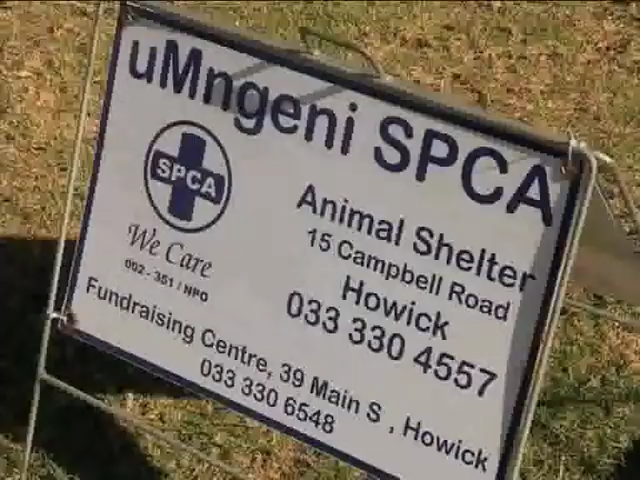 uMngeni SPCA
SPCA
We Care
002 - 351 / NPO
Animal Shelter
15 Campbell Road
Howick
033 330 4557
Fundraising Centre, 39 Main S , Howick
033 330 6548